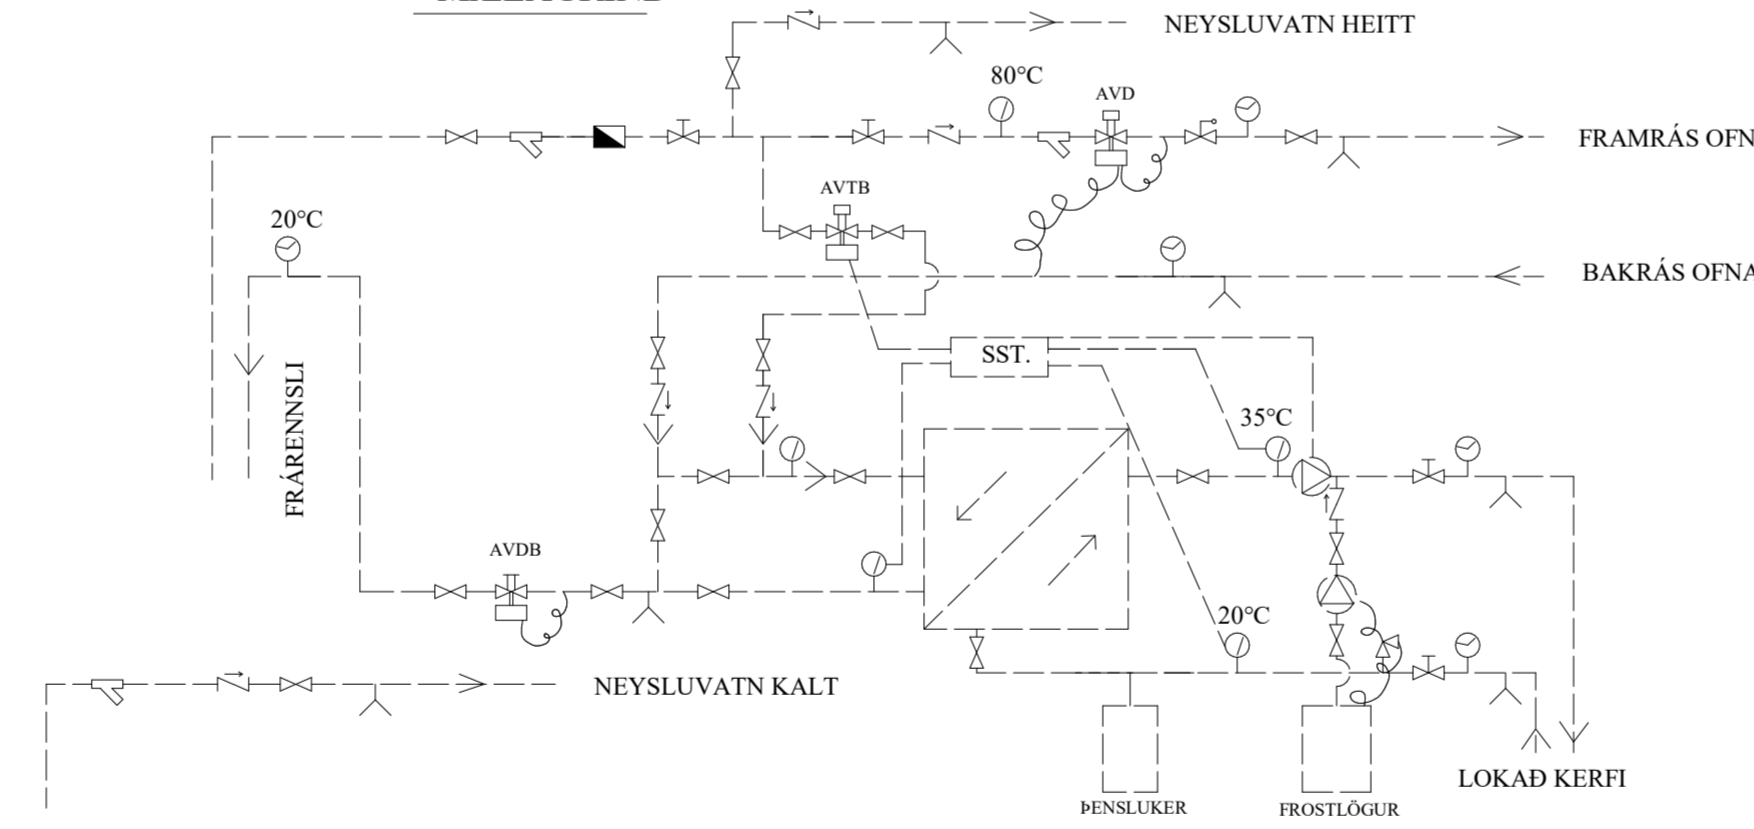 NEYSLUVATN HEITT
80°C
AVD
FRAMRÁS OFN
AVTB
20°C
BAKRÁS OFNA
SST.
FRÁRENNSLI
35°C
AVDB
20°C
NEYSLUVATN KALT
LOKAÐ KERFI
ÞENSLUKER
FROSTLÖGUR